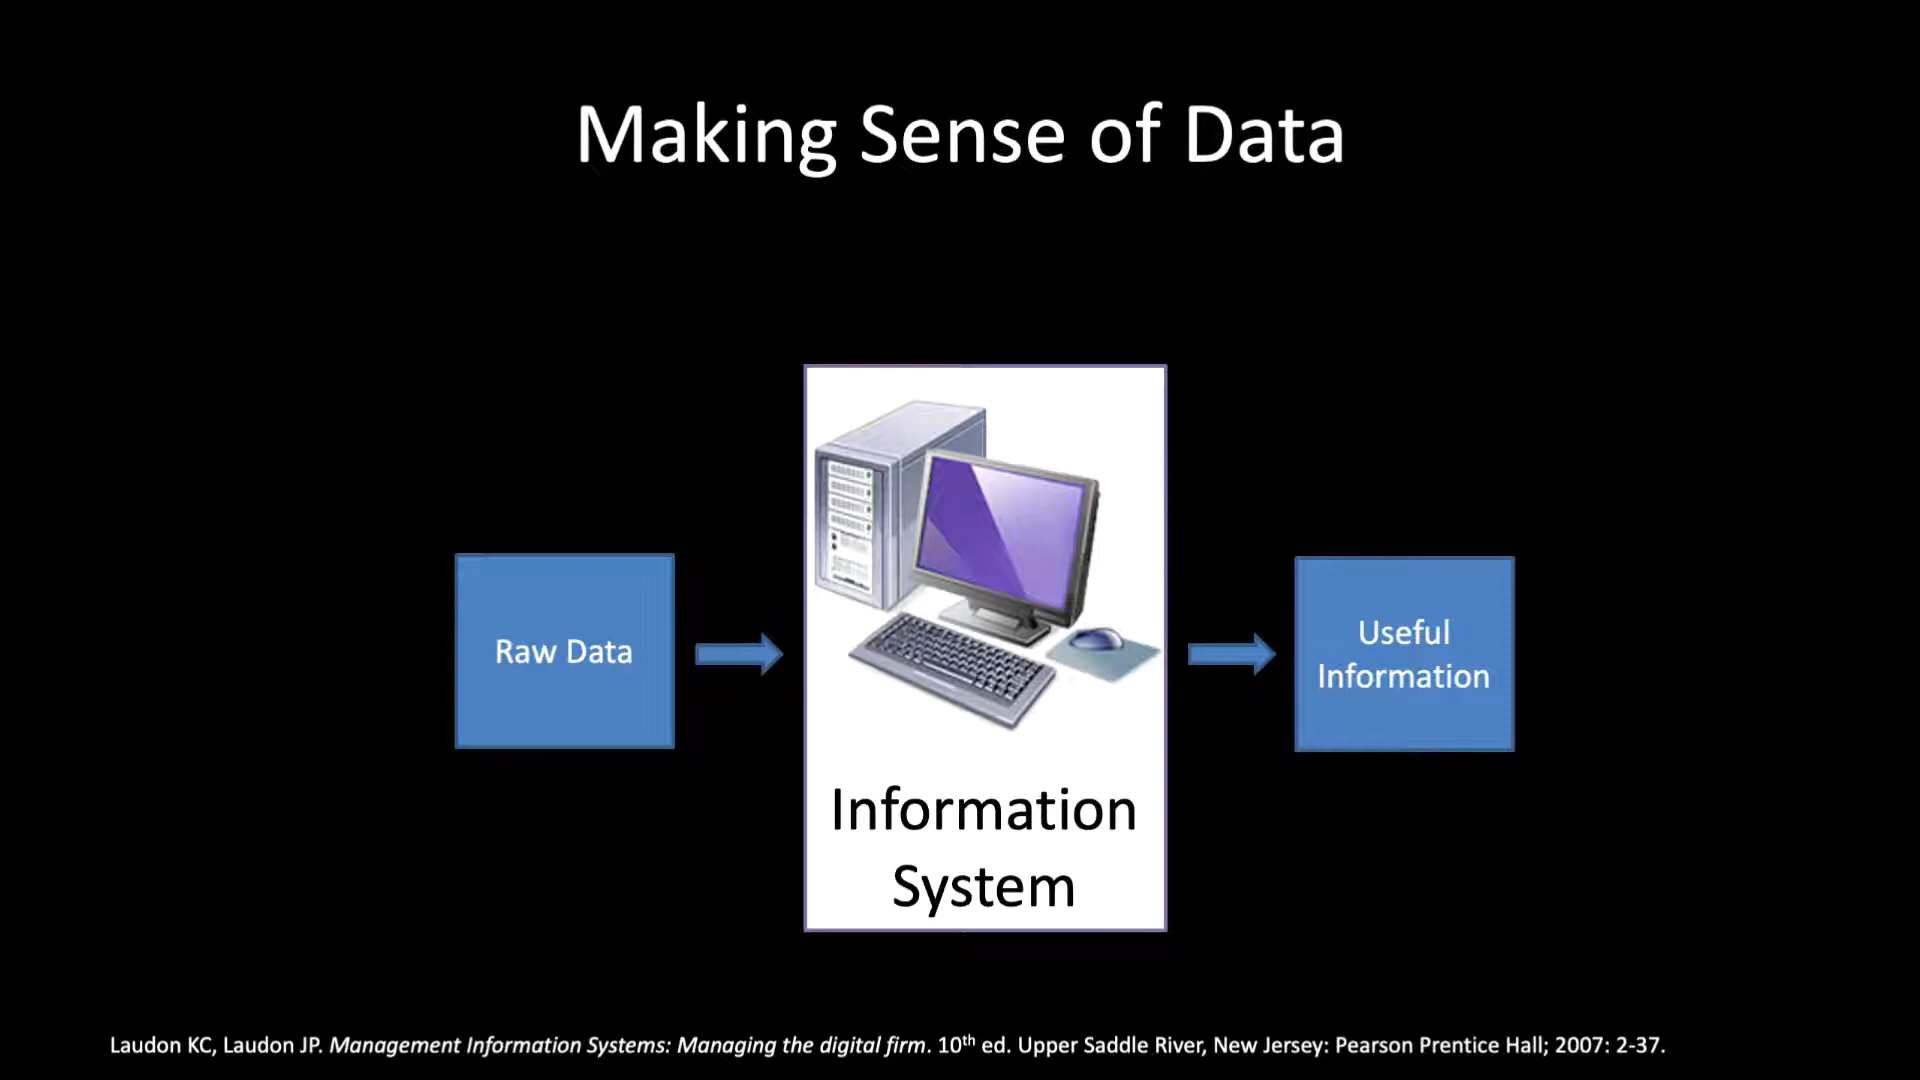 Making Sense of Data
Raw Data
Information
System
Useful
Information
Laudon KC, Laudon JP. Management Information Systems: Managing the digital firm. 10th ed. Upper Saddle River, New Jersey: Pearson Prentice Hall; 2007: 2-37.